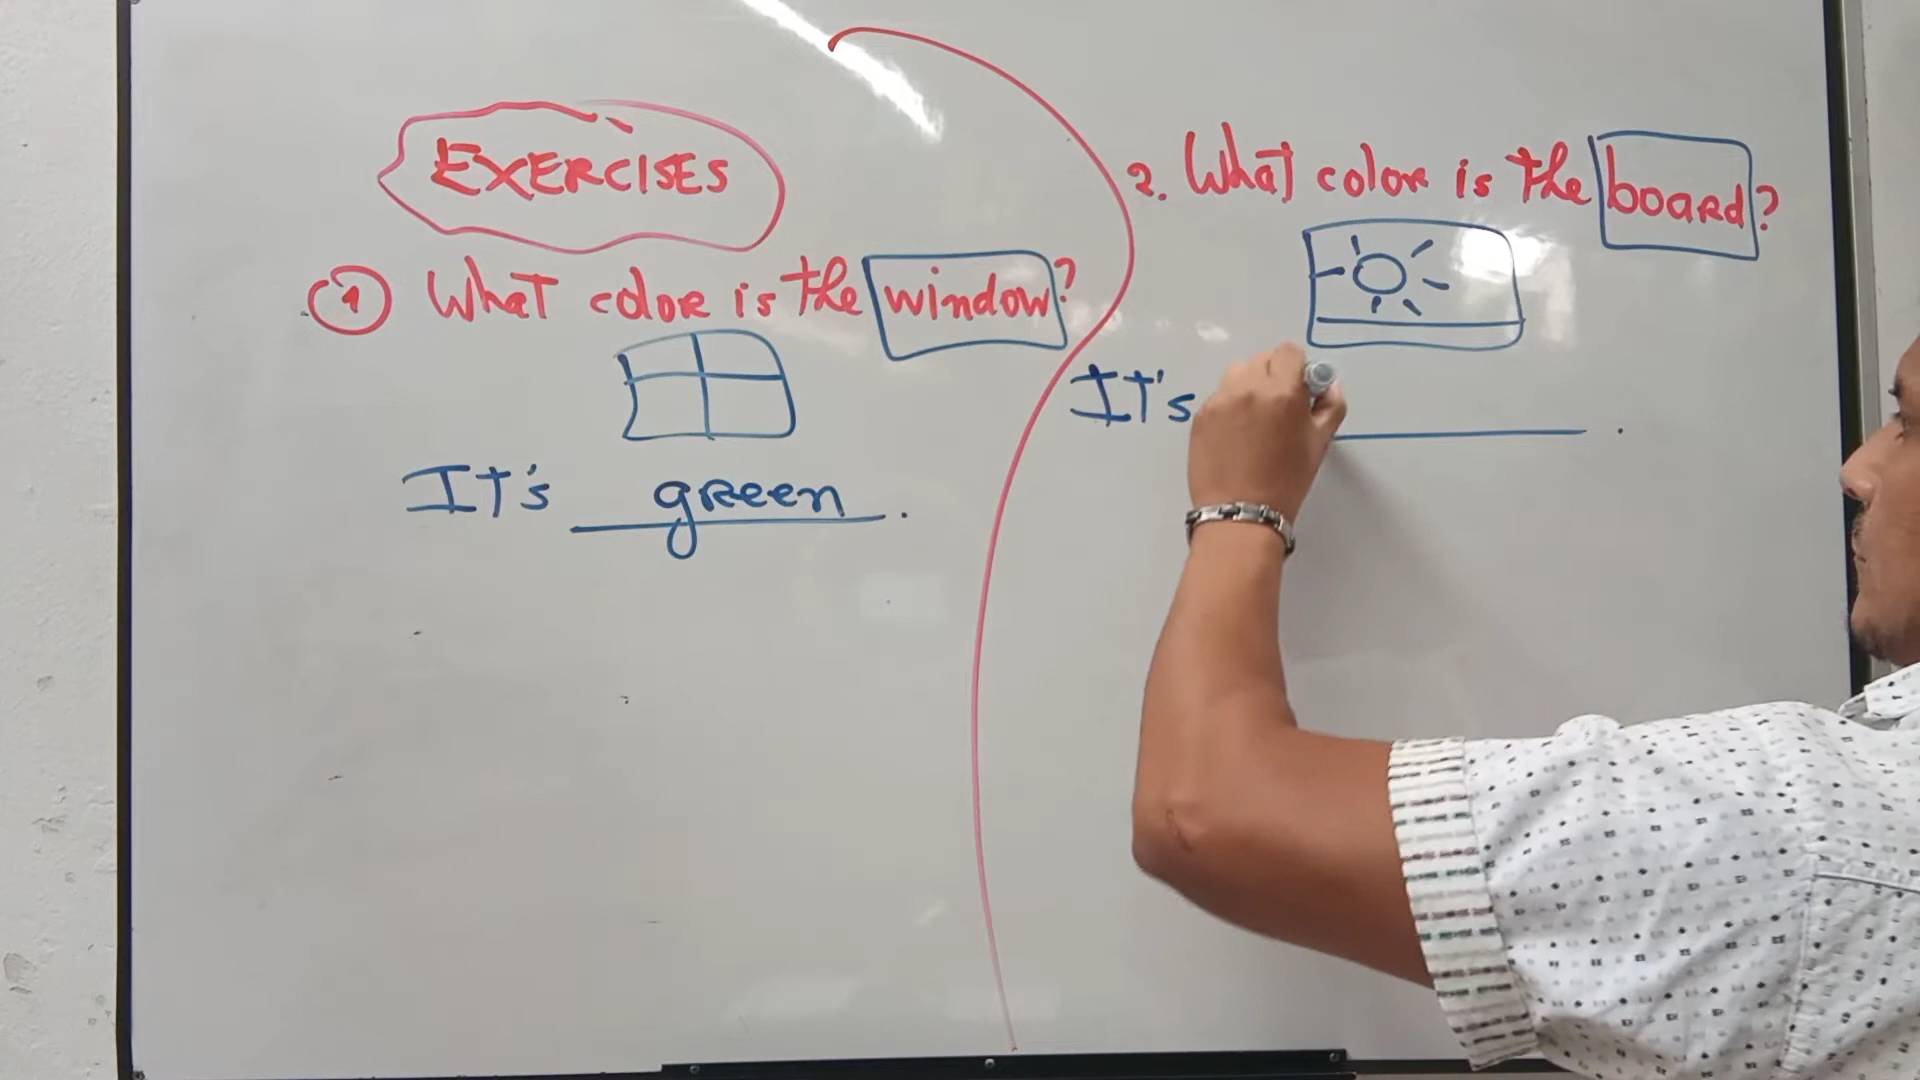 EXERCISES
1 What color is the window?
It's green.
2. What color is the board?
It's .